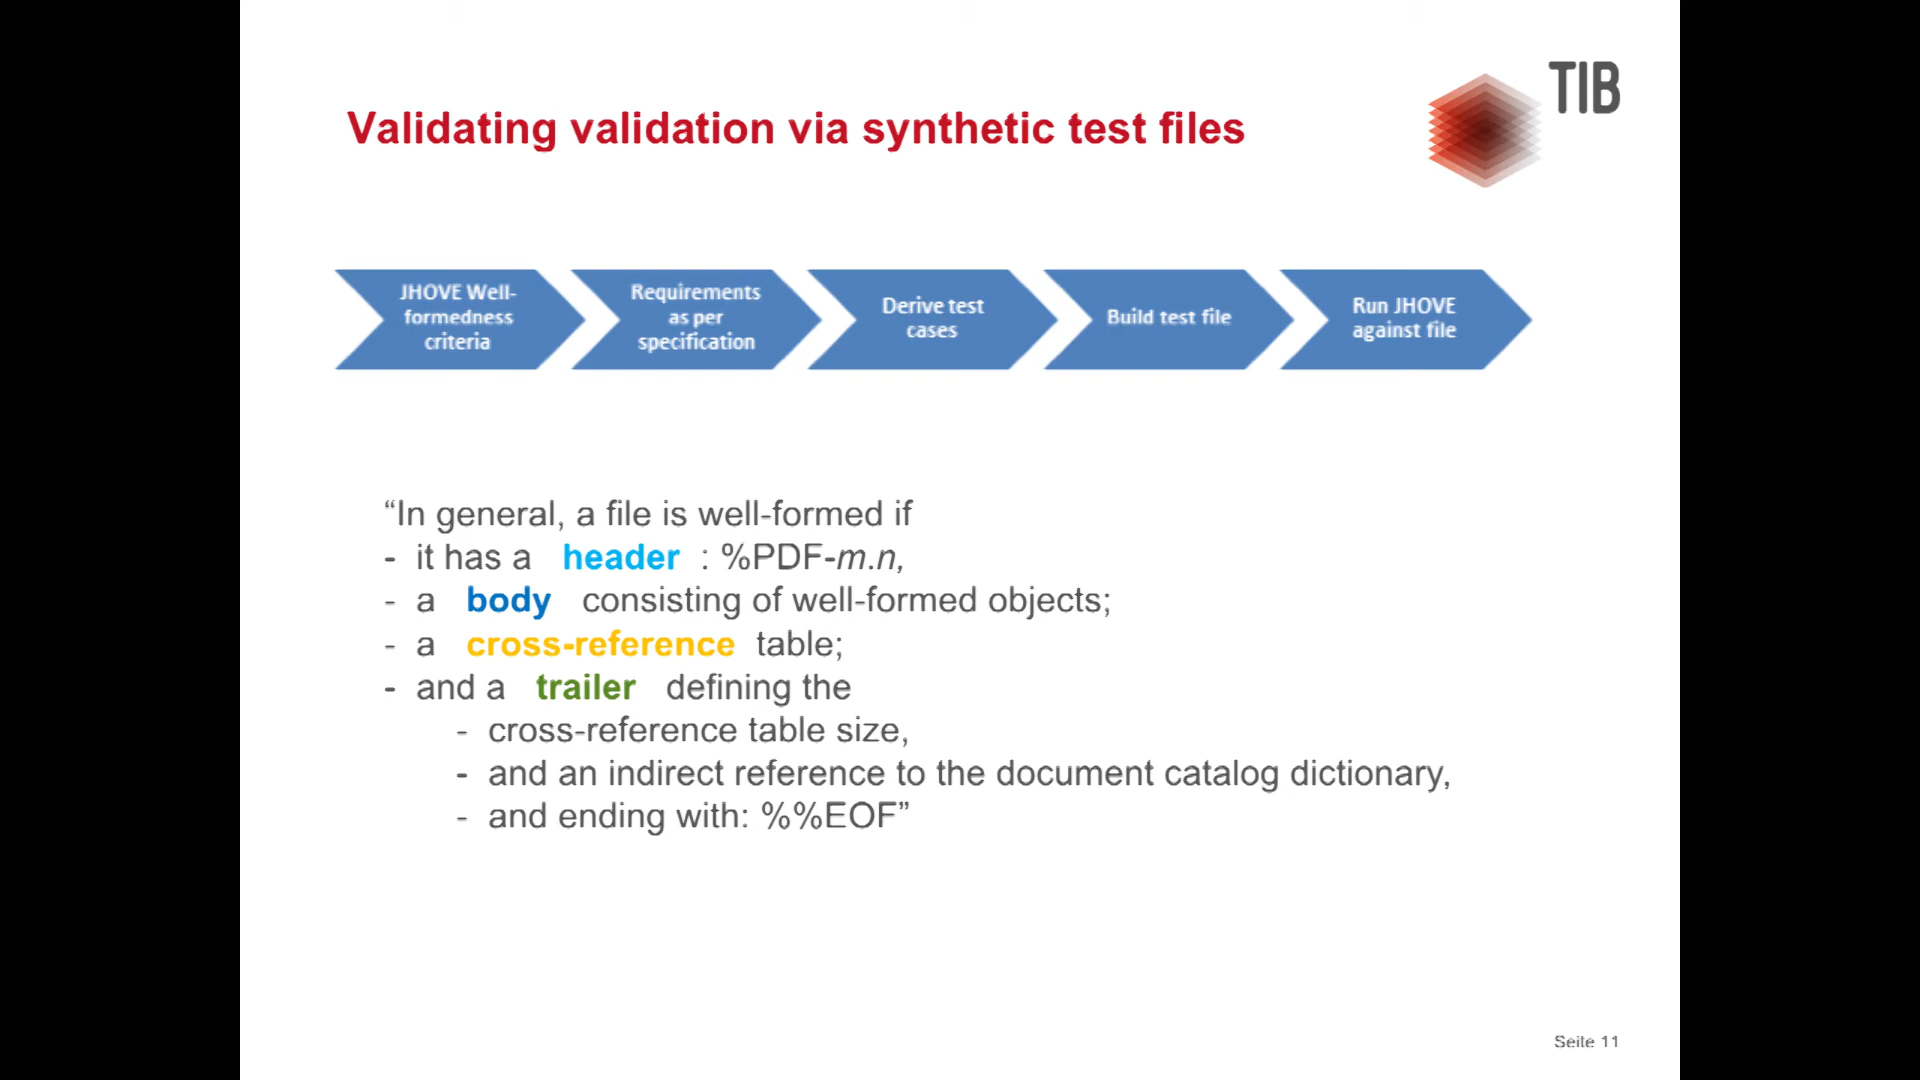 TIB
Validating validation via synthetic test files
JHOVE Well-
formedness
criteria
Requirements
as per
specification
Derive test
cases
Build test file
Run JHOVE
against file
“In general, a file is well-formed if
- it has a header : %PDF-m.n,
- a body consisting of well-formed objects;
- a cross-reference table;
- and a trailer defining the
- cross-reference table size,
- and an indirect reference to the document catalog dictionary,
- and ending with: %%EOF”
Seite 11